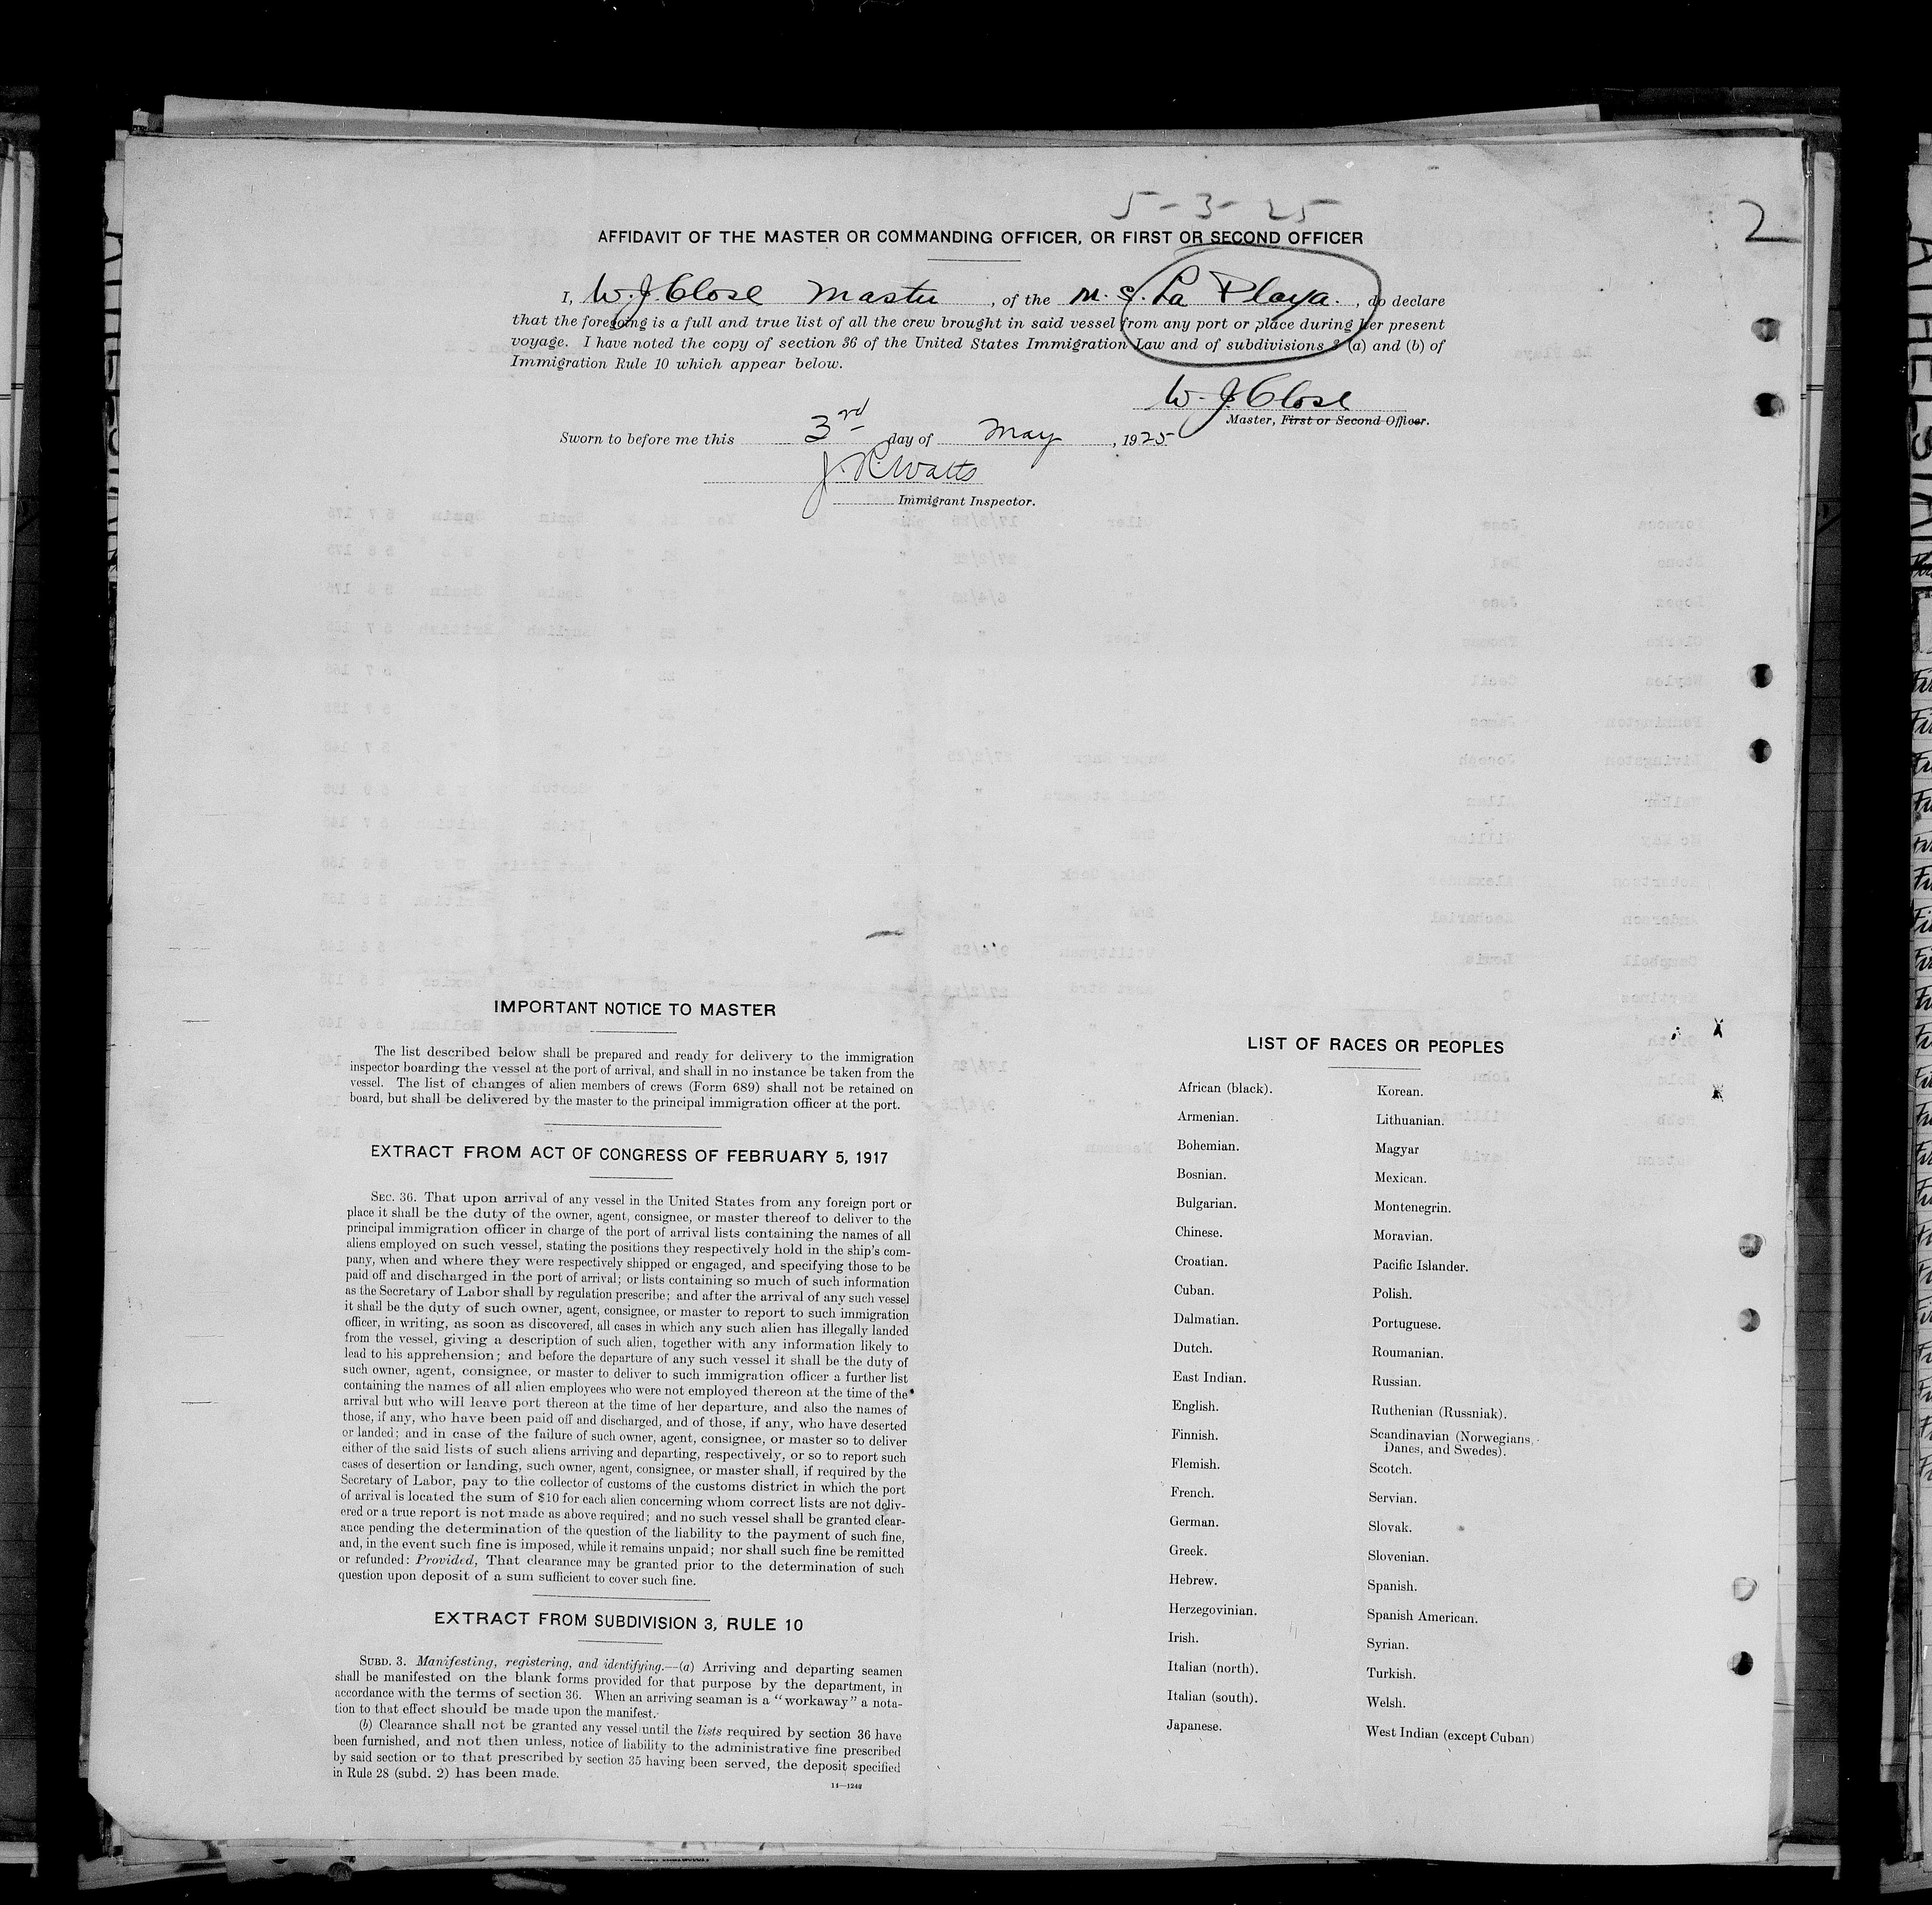 5-3-25
2
AFFIDAVIT OF THE MASTER OR COMMANDING OFFICER, OR FIRST OR SECOND OFFICER
I, W. J. Close Master, of the M. S. La Playa., do declare
that the foregoing is a full and true list of all the crew brought in said vessel from any port or place during her present
voyage. I have noted the copy of section 36 of the United States Immigration Law and of subdivisions 3 (a) and (b) of
Immigration Rule 10 which appear below.
W. J. Close
Master, First or Second Officer.
Sworn to before me this 3rd day of May, 1925.
J. R. Watts
Immigrant Inspector.
IMPORTANT NOTICE TO MASTER
The list described below shall be prepared and ready for delivery to the immigration
inspector boarding the vessel at the port of arrival, and shall in no instance be taken from the
vessel. The list of changes of alien members of crews (Form 689) shall not be retained on
board, but shall be delivered by the master to the principal immigration officer at the port.
EXTRACT FROM ACT OF CONGRESS OF FEBRUARY 5, 1917
SEC. 36. That upon arrival of any vessel in the United States from any foreign port or
place it shall be the duty of the owner, agent, consignee, or master thereof to deliver to the
principal immigration officer in charge of the port of arrival lists containing the names of all
aliens employed on such vessel, stating the positions they respectively hold in the ship's com-
pany, when and where they were respectively shipped or engaged, and specifying those to be
paid off and discharged in the port of arrival; or lists containing so much of such information
as the Secretary of Labor shall by regulation prescribe; and after the arrival of any such vessel
it shall be the duty of such owner, agent, consignee, or master to report to such immigration
officer, in writing, as soon as discovered, all cases in which any such alien has illegally landed
from the vessel, giving a description of such alien, together with any information likely to
lead to his apprehension; and before the departure of any such vessel it shall be the duty of
such owner, agent, consignee, or master to deliver to such immigration officer a further list
containing the names of all alien employees who were not employed thereon at the time of the
arrival but who will leave port thereon at the time of her departure, and also the names of
those, if any, who have been paid off and discharged, and of those, if any, who have deserted
or landed; and in case of the failure of such owner, agent, consignee, or master so to deliver
either of the said lists of such aliens arriving and departing, respectively, or so to report such
cases of desertion or landing, such owner, agent, consignee, or master shall, if required by the
Secretary of Labor, pay to the collector of customs of the customs district in which the port
of arrival is located the sum of $10 for each alien concerning whom correct lists are not deliv-
ered or a true report is not made as above required; and no such vessel shall be granted clear-
ance pending the determination of the question of the liability to the payment of such fine,
and, in the event such fine is imposed, while it remains unpaid; nor shall such fine be remitted
or refunded: Provided, That clearance may be granted prior to the determination of such
question upon deposit of a sum sufficient to cover such fine.
EXTRACT FROM SUBDIVISION 3, RULE 10
SUBD. 3. Manifesting, registering, and identifying.—(a) Arriving and departing seamen
shall be manifested on the blank forms provided for that purpose by the department, in
accordance with the terms of section 36. When an arriving seaman is a "workaway" a nota-
tion to that effect should be made upon the manifest.
(b) Clearance shall not be granted any vessel until the lists required by section 36 have
been furnished, and not then unless, notice of liability to the administrative fine prescribed
by said section or to that prescribed by section 35 having been served, the deposit specified
in Rule 28 (subd. 2) has been made.
14—1240
LIST OF RACES OR PEOPLES
African (black).
Armenian.
Bohemian.
Bosnian.
Bulgarian.
Chinese.
Croatian.
Cuban.
Dalmatian.
Dutch.
East Indian.
English.
Finnish.
Flemish.
French.
German.
Greek.
Hebrew.
Herzegovinian.
Irish.
Italian (north).
Italian (south).
Japanese.
Korean.
Lithuanian.
Magyar
Mexican.
Montenegrin.
Moravian.
Pacific Islander.
Polish.
Portuguese.
Roumanian.
Russian.
Ruthenian (Russniak).
Scandinavian (Norwegians,
Danes, and Swedes).
Scotch.
Servian.
Slovak.
Slovenian.
Spanish.
Spanish American.
Syrian.
Turkish.
Welsh.
West Indian (except Cuban)